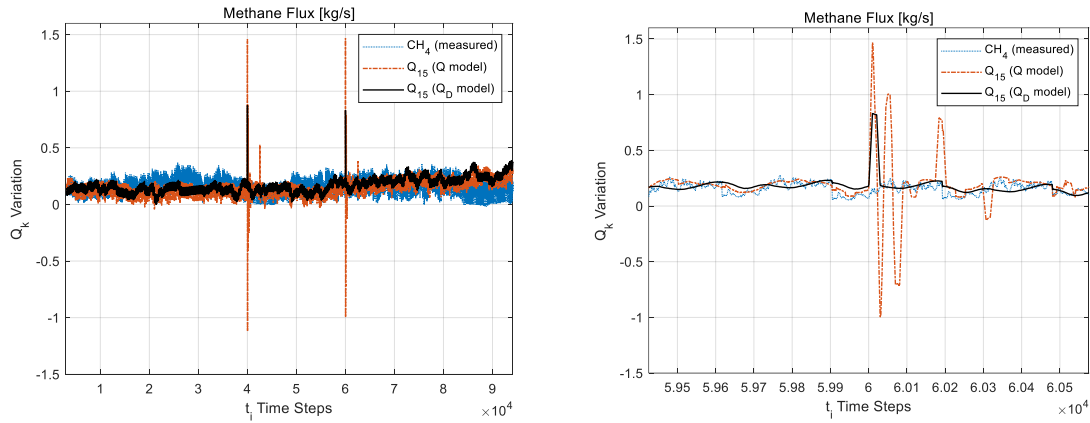 Methane Flux [kg/s]
CH4 (measured)
Q15 (Q model)
Q15 (QD model)
1.5
1
0.5
0
-0.5
-1
-1.5
Qk Variation
1 2 3 4 5 6 7 8 9
ti Time Steps
×10^4
Methane Flux [kg/s]
CH4 (measured)
Q15 (Q model)
Q15 (QD model)
1.5
1
0.5
0
-0.5
-1
-1.5
Qk Variation
5.95 5.96 5.97 5.98 5.99 6 6.01 6.02 6.03 6.04 6.05
ti Time Steps
×10^4